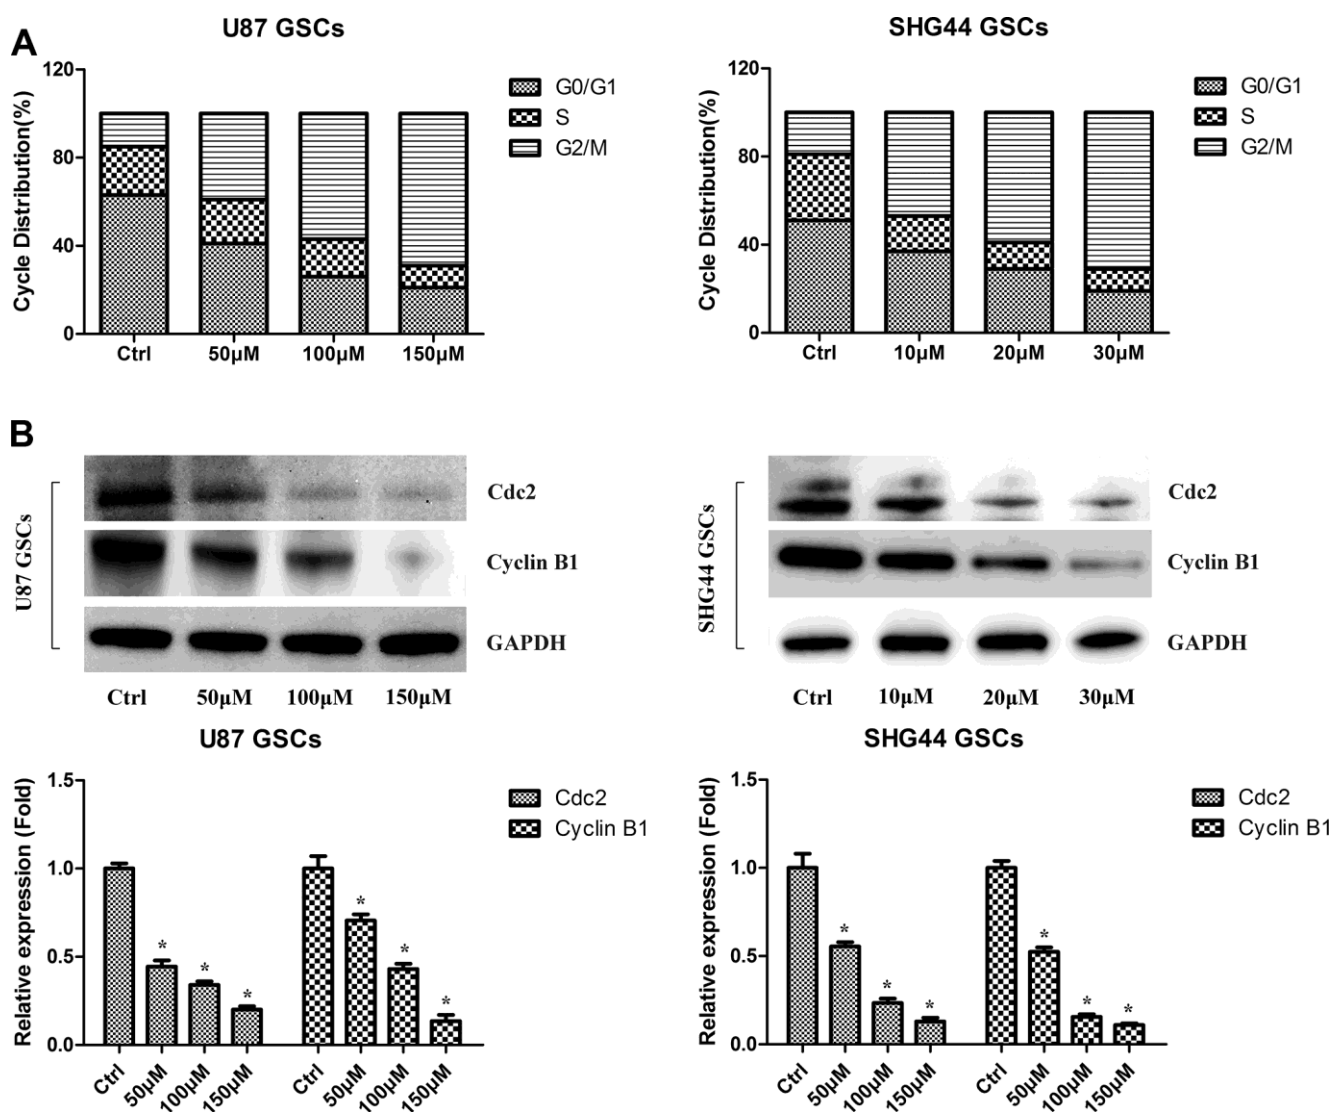 A
U87 GSCs
Cycle Distribution(%)
120
80
40
0
Ctrl 50μM 100μM 150μM
G0/G1
S
G2/M
SHG44 GSCs
Cycle Distribution(%)
120
80
40
0
Ctrl 10μM 20μM 30μM
G0/G1
S
G2/M
B
U87 GSCs
Cdc2
Cyclin B1
GAPDH
Ctrl 50μM 100μM 150μM
SHG44 GSCs
Cdc2
Cyclin B1
GAPDH
Ctrl 10μM 20μM 30μM
U87 GSCs
Relative expression (Fold)
1.5
1.0
0.5
0.0
* * * * * *
Ctrl 50μM 100μM 150μM Ctrl 50μM 100μM 150μM
Cdc2
Cyclin B1
SHG44 GSCs
Relative expression (Fold)
1.5
1.0
0.5
0.0
* * * * * *
Ctrl 50μM 100μM 150μM Ctrl 50μM 100μM 150μM
Cdc2
Cyclin B1